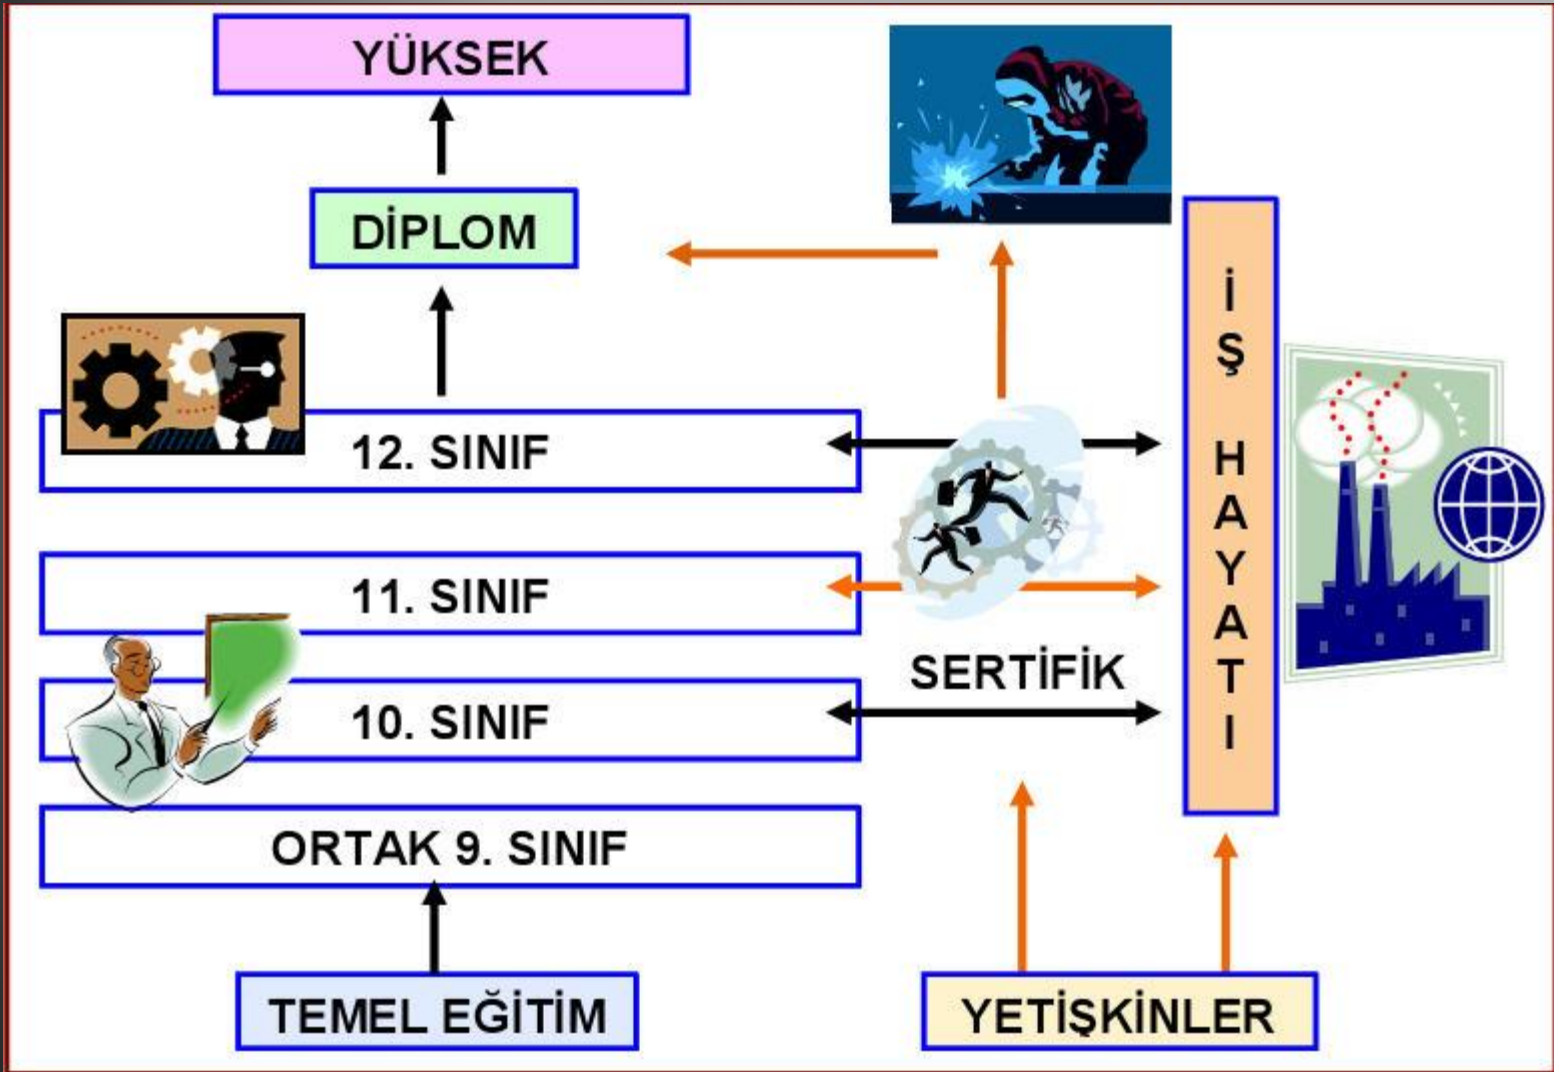 YÜKSEK
DİPLOM
12. SINIF
11. SINIF
10. SINIF
ORTAK 9. SINIF
TEMEL EĞİTİM
SERTİFİK
YETİŞKİNLER
İŞ HAYATI